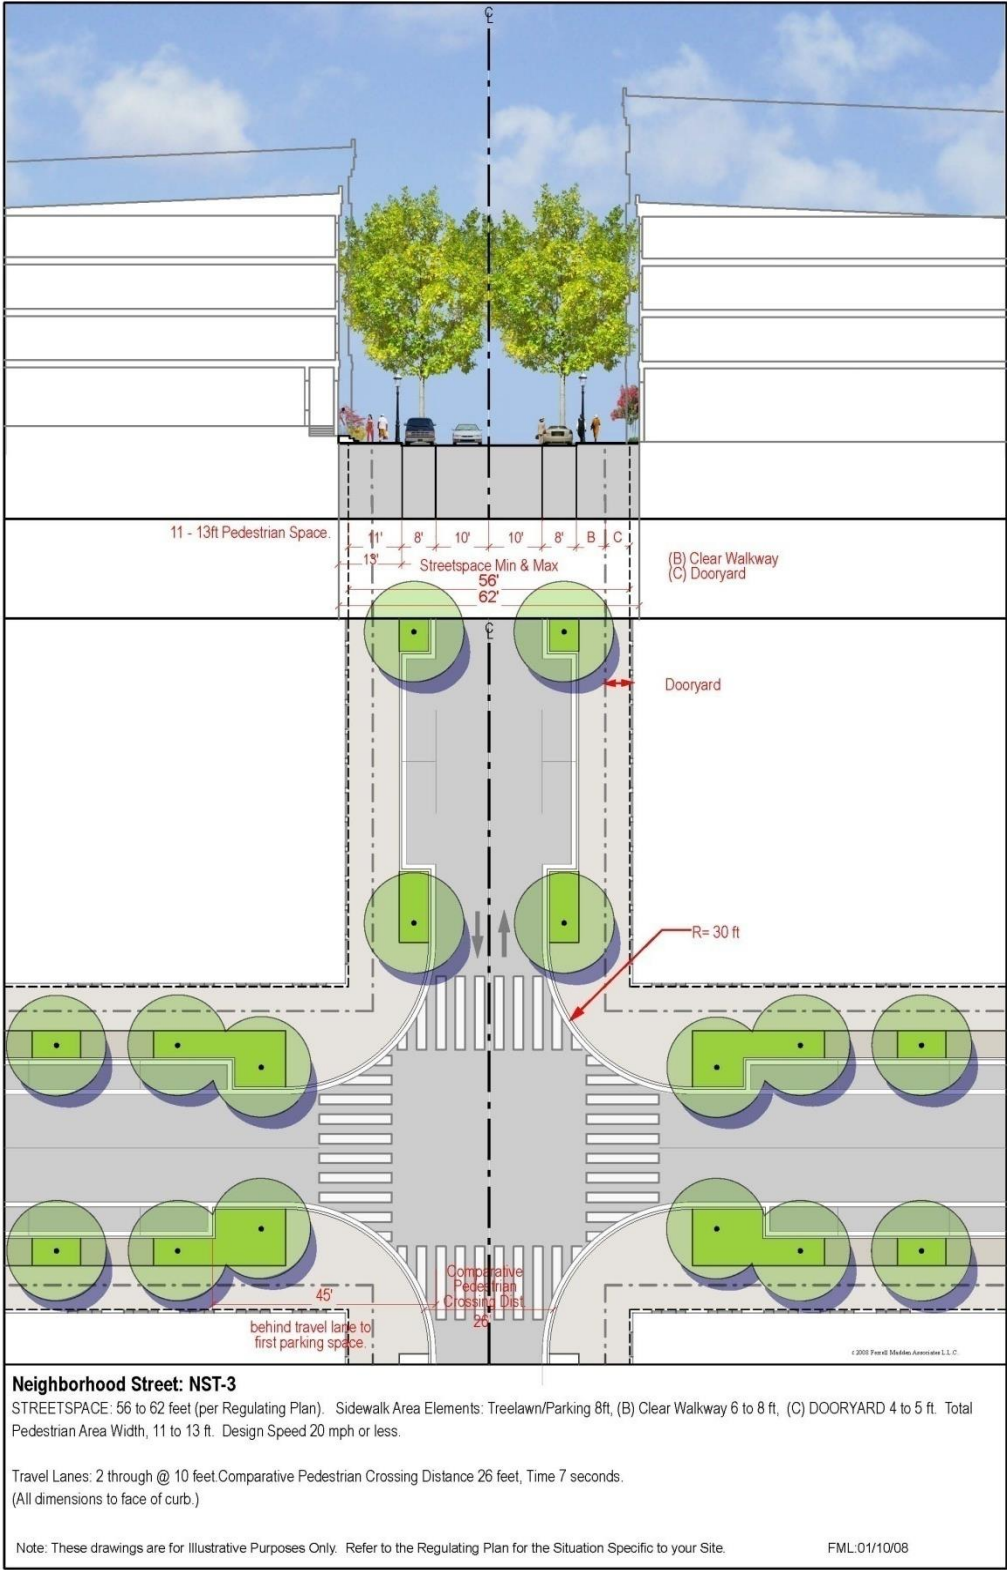 CL
11 - 13ft Pedestrian Space.
11' 8' 10' 10' 8' B C
13'
Streetspace Min & Max
56'
62'
(B) Clear Walkway
(C) Dooryard
CL
Dooryard
R= 30 ft
Comparative
Pedestrian
Crossing Dist.
26'
45'
behind travel lane to
first parking space.
© 2008 Ferrell Madden Associates L.L.C.
Neighborhood Street: NST-3
STREETSPACE: 56 to 62 feet (per Regulating Plan). Sidewalk Area Elements: Treelawn/Parking 8ft, (B) Clear Walkway 6 to 8 ft, (C) DOORYARD 4 to 5 ft. Total
Pedestrian Area Width, 11 to 13 ft. Design Speed 20 mph or less.
Travel Lanes: 2 through @ 10 feet.Comparative Pedestrian Crossing Distance 26 feet, Time 7 seconds.
(All dimensions to face of curb.)
Note: These drawings are for Illustrative Purposes Only. Refer to the Regulating Plan for the Situation Specific to your Site.
FML:01/10/08